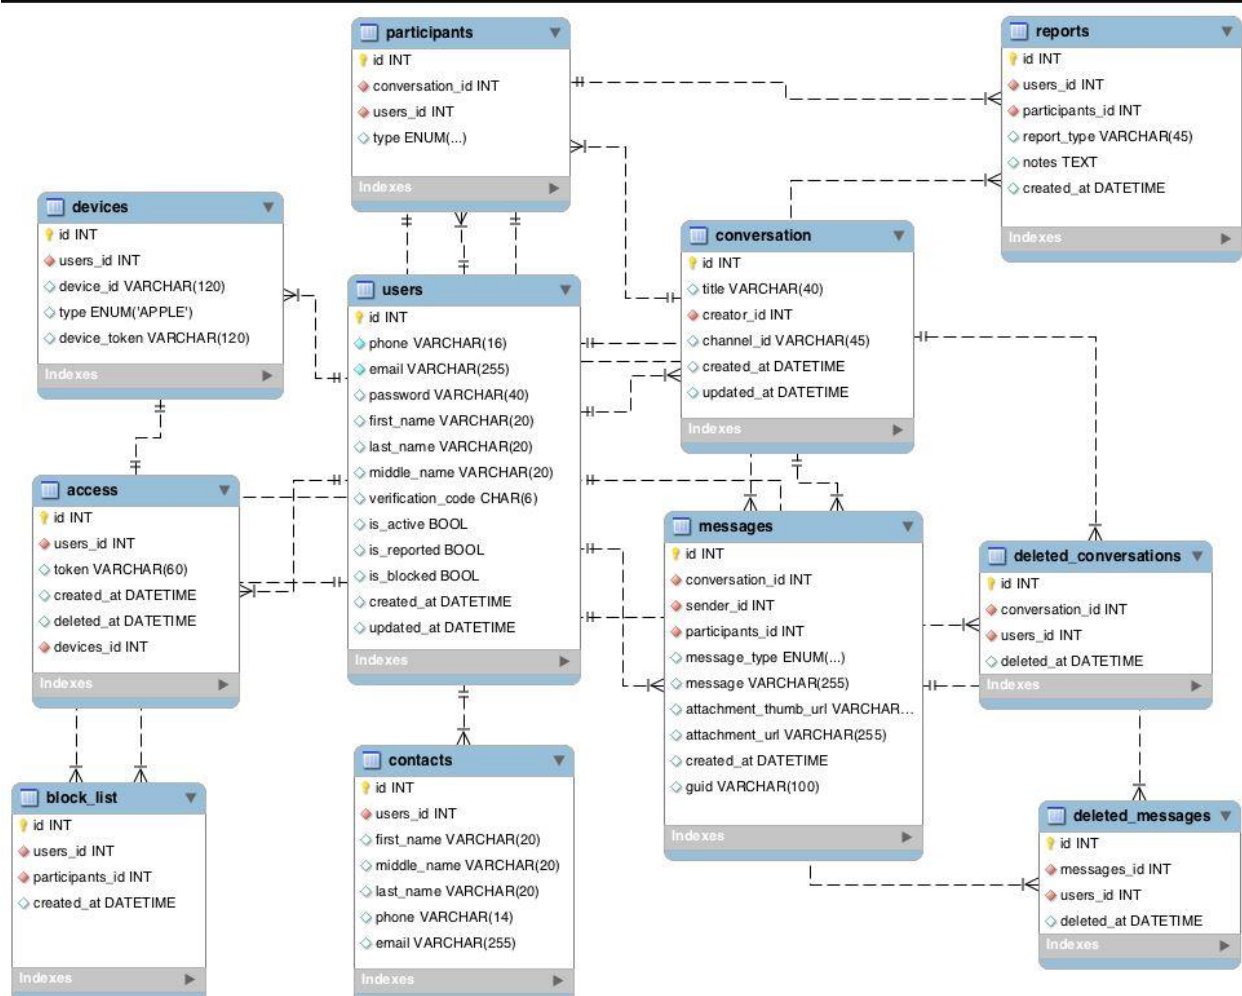 participants
id INT
conversation_id INT
users_id INT
type ENUM(...)
Indexes
reports
id INT
users_id INT
participants_id INT
report_type VARCHAR(45)
notes TEXT
created_at DATETIME
Indexes
devices
id INT
users_id INT
device_id VARCHAR(120)
type ENUM('APPLE')
device_token VARCHAR(120)
Indexes
users
id INT
phone VARCHAR(16)
email VARCHAR(255)
password VARCHAR(40)
first_name VARCHAR(20)
last_name VARCHAR(20)
middle_name VARCHAR(20)
verification_code CHAR(6)
is_active BOOL
is_reported BOOL
is_blocked BOOL
created_at DATETIME
updated_at DATETIME
Indexes
conversation
id INT
title VARCHAR(40)
creator_id INT
channel_id VARCHAR(45)
created_at DATETIME
updated_at DATETIME
Indexes
access
id INT
users_id INT
token VARCHAR(60)
created_at DATETIME
deleted_at DATETIME
devices_id INT
Indexes
messages
id INT
conversation_id INT
sender_id INT
participants_id INT
message_type ENUM(...)
message VARCHAR(255)
attachment_thumb_url VARCHAR...
attachment_url VARCHAR(255)
created_at DATETIME
guid VARCHAR(100)
Indexes
deleted_conversations
id INT
conversation_id INT
users_id INT
deleted_at DATETIME
Indexes
block_list
id INT
users_id INT
participants_id INT
created_at DATETIME
Indexes
contacts
id INT
users_id INT
first_name VARCHAR(20)
middle_name VARCHAR(20)
last_name VARCHAR(20)
phone VARCHAR(14)
email VARCHAR(255)
Indexes
deleted_messages
id INT
messages_id INT
users_id INT
deleted_at DATETIME
Indexes